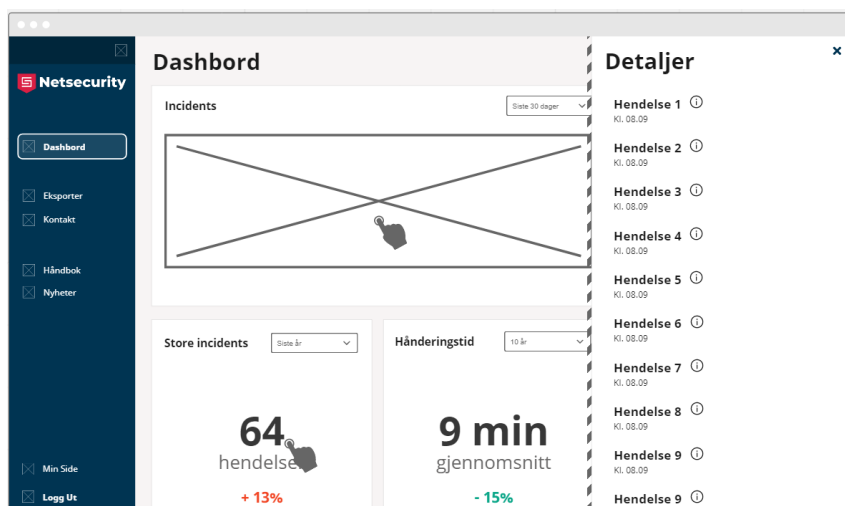 Netsecurity
Dashbord
Eksporter
Kontakt
Håndbok
Nyheter
Min Side
Logg Ut
Dashbord
Incidents
Siste 30 dager
Store incidents
Siste år
64
hendelser
+ 13%
Hånderingstid
10 år
9 min
gjennomsnitt
- 15%
Detaljer
Hendelse 1
Kl. 08.09
Hendelse 2
Kl. 08.09
Hendelse 3
Kl. 08.09
Hendelse 4
Kl. 08.09
Hendelse 5
Kl. 08.09
Hendelse 6
Kl. 08.09
Hendelse 7
Kl. 08.09
Hendelse 8
Kl. 08.09
Hendelse 9
Kl. 08.09
Hendelse 9